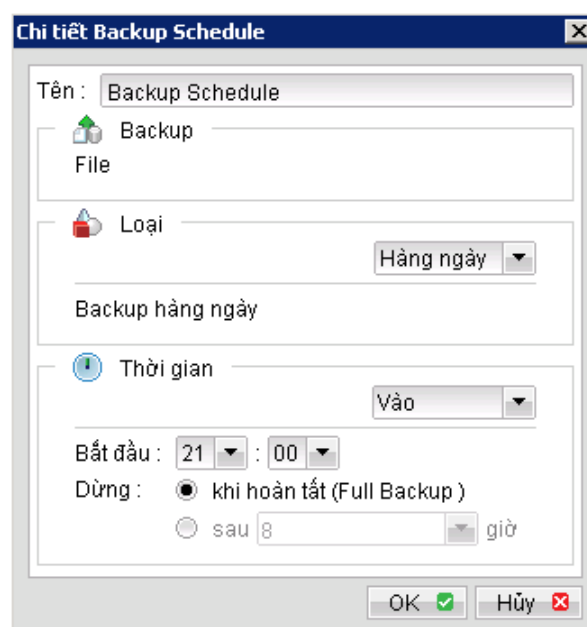 Chi tiết Backup Schedule
Tên : Backup Schedule
Backup
File
Loại
Hàng ngày
Backup hàng ngày
Thời gian
Vào
Bắt đầu : 21 : 00
Dừng : khi hoàn tất (Full Backup )
sau 8 giờ
OK Hủy